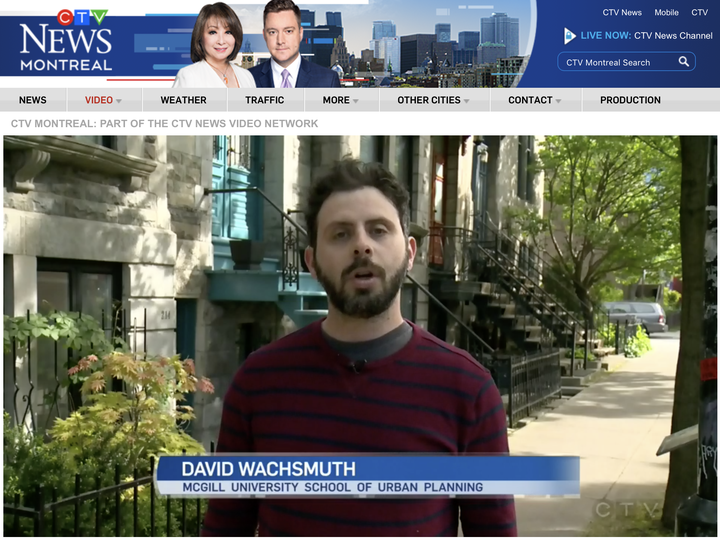 CTV
NEWS
MONTREAL
CTV News Mobile CTV
LIVE NOW: CTV News Channel
CTV Montreal Search
NEWS VIDEO WEATHER TRAFFIC MORE OTHER CITIES CONTACT PRODUCTION
CTV MONTREAL: PART OF THE CTV NEWS VIDEO NETWORK
DAVID WACHSMUTH
MCGILL UNIVERSITY SCHOOL OF URBAN PLANNING
CTV